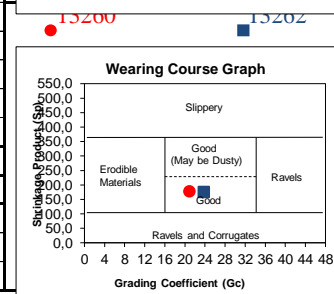 15260 15262
Wearing Course Graph
Shrinkage Product (Sp)
550,0
500,0
450,0
400,0
350,0
300,0
250,0
200,0
150,0
100,0
50,0
0,0
Slippery
Good
(May be Dusty)
Erodible
Materials
Ravels
Good
Ravels and Corrugates
0 4 8 12 16 20 24 28 32 36 40 44 48
Grading Coefficient (Gc)